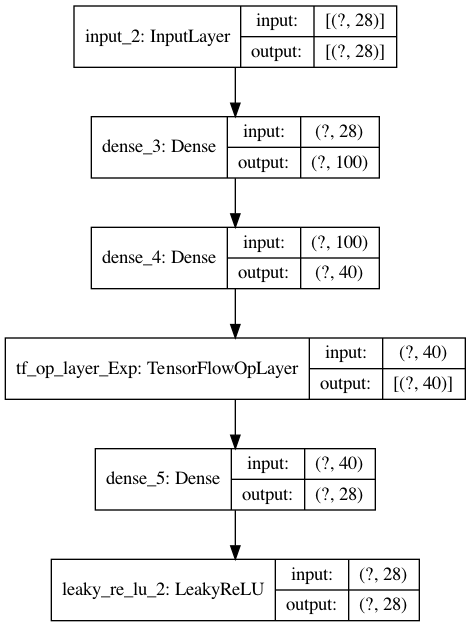 input_2: InputLayer
input: [(?, 28)]
output: [(?, 28)]
dense_3: Dense
input: (?, 28)
output: (?, 100)
dense_4: Dense
input: (?, 100)
output: (?, 40)
tf_op_layer_Exp: TensorFlowOpLayer
input: (?, 40)
output: [(?, 40)]
dense_5: Dense
input: (?, 40)
output: (?, 28)
leaky_re_lu_2: LeakyReLU
input: (?, 28)
output: (?, 28)